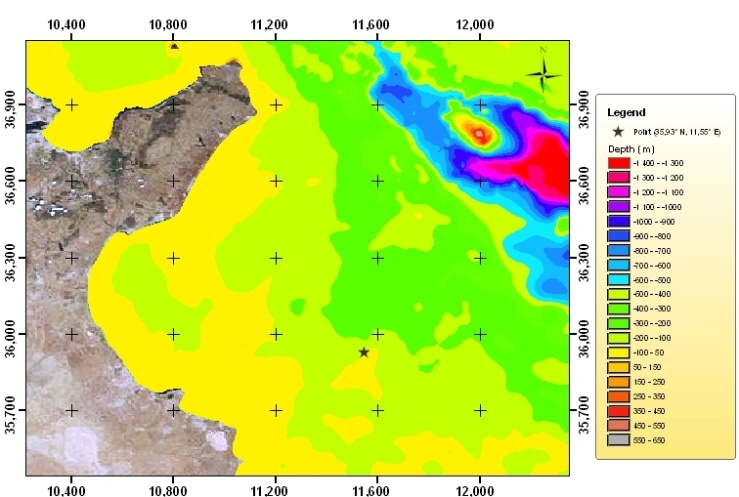 10,400 10,800 11,200 11,600 12,000
N
36,900 36,900
36,600 36,600
36,300 36,300
36,000 36,000
35,700 35,700
10,400 10,800 11,200 11,600 12,000
Legend
Point (35,93° N, 11,55° E)
Depth ( m )
-1 400 - -1 300
-1 300 - -1 200
-1 200 - -1 100
-1 100 - -1000
-1000 - -900
-900 - -800
-800 - -700
-700 - -600
-600 - -500
-500 - -400
-400 - -300
-300 - -200
-200 - -100
-100 - 50
50 - 150
150 - 250
250 - 350
350 - 450
450 - 550
550 - 650